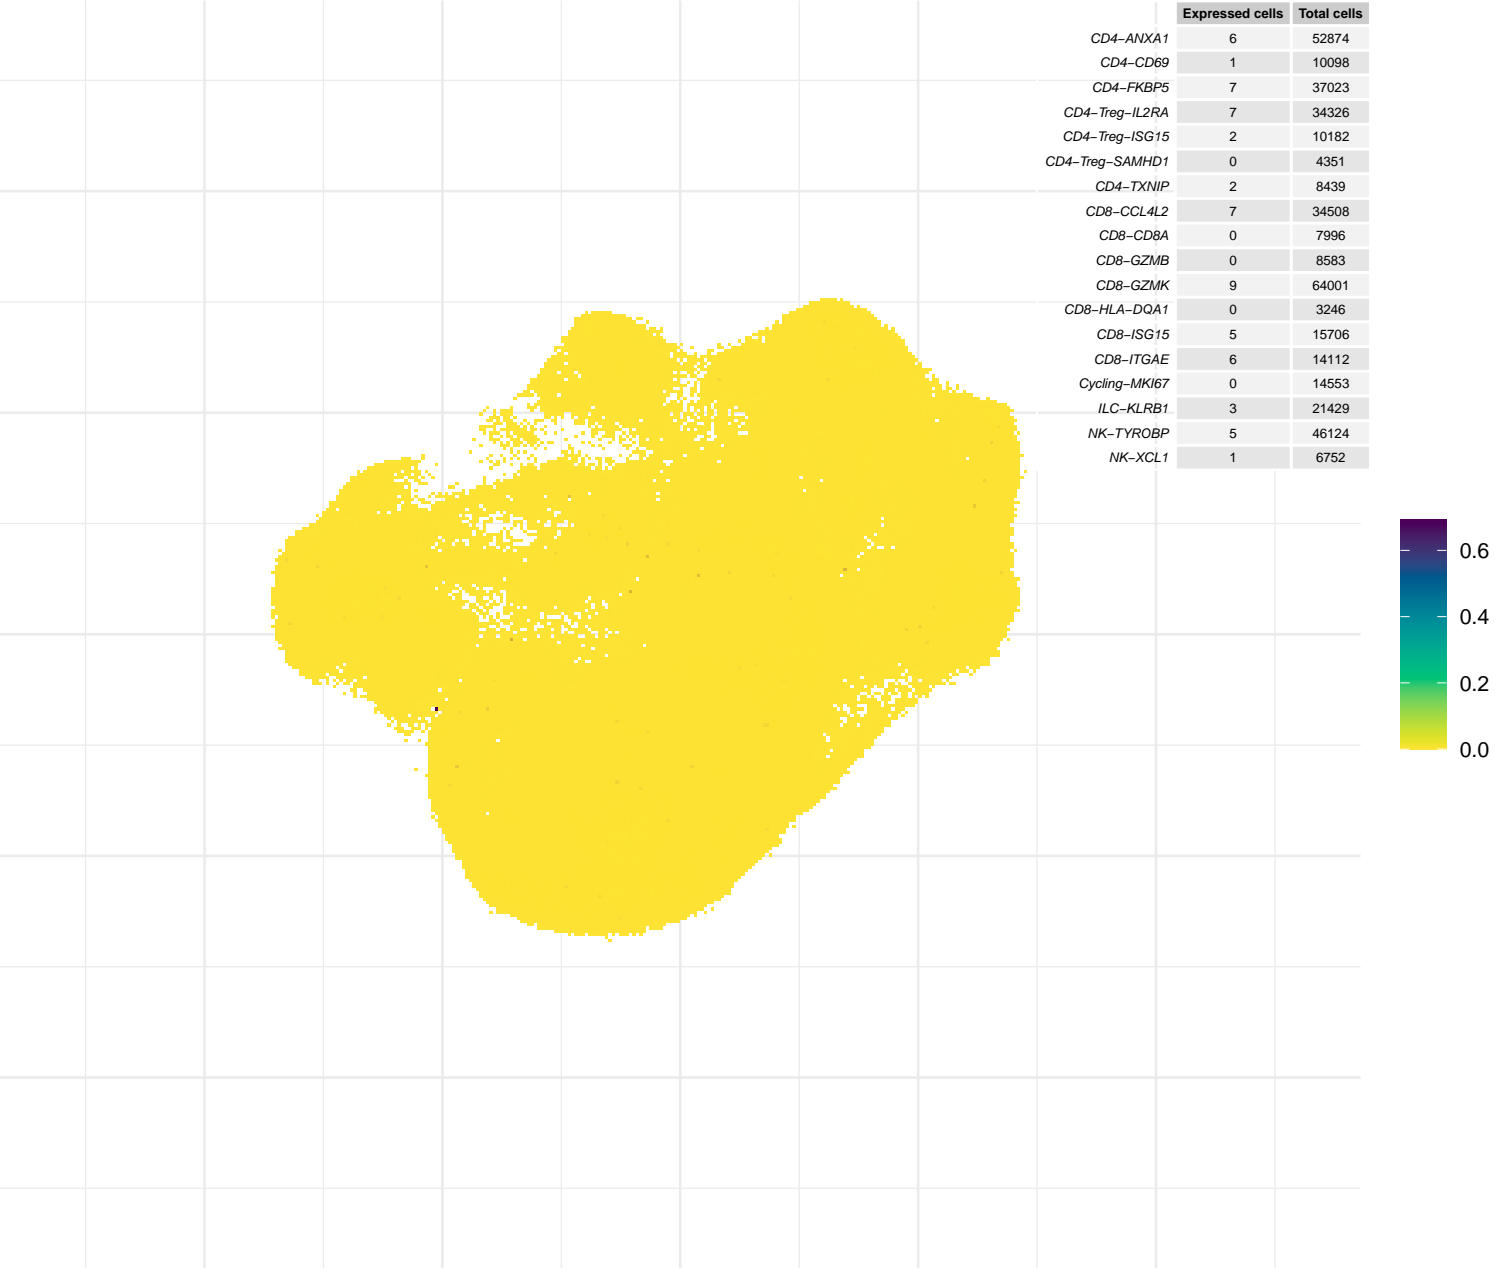 Expressed cells Total cells
CD4−ANXA1 6 52874
CD4−CD69 1 10098
CD4−FKBP5 7 37023
CD4−Treg−IL2RA 7 34326
CD4−Treg−ISG15 2 10182
CD4−Treg−SAMHD1 0 4351
CD4−TXNIP 2 8439
CD8−CCL4L2 7 34508
CD8−CD8A 0 7996
CD8−GZMB 0 8583
CD8−GZMK 9 64001
CD8−HLA−DQA1 0 3246
CD8−ISG15 5 15706
CD8−ITGAE 6 14112
Cycling−MKI67 0 14553
ILC−KLRB1 3 21429
NK−TYROBP 5 46124
NK−XCL1 1 6752
0.6
0.4
0.2
0.0